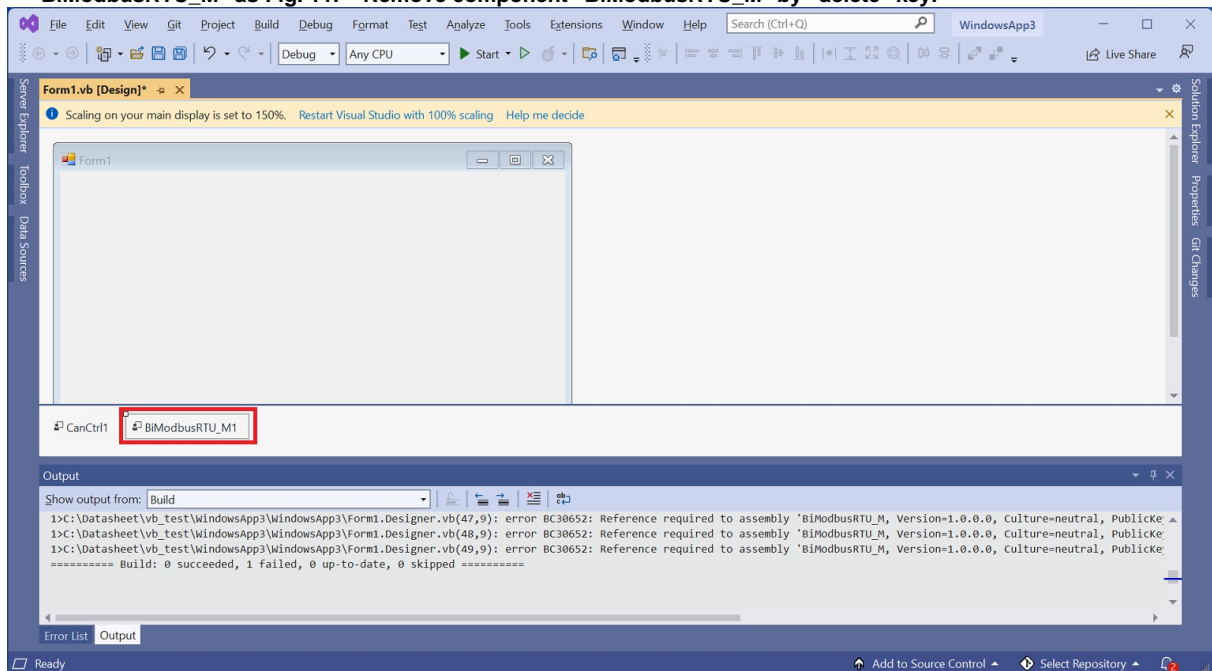 File Edit View Git Project Build Debug Format Test Analyze Tools Extensions Window Help Search (Ctrl+Q) WindowsApp3
Debug Any CPU Start Live Share
Form1.vb [Design]*
Scaling on your main display is set to 150%. Restart Visual Studio with 100% scaling Help me decide
Form1
Server Explorer
Toolbox
Data Sources
Solution Explorer
Properties
Git Changes
CanCtrl1 BiModbusRTU_M1
Output
Show output from: Build
1>C:\Datasheet\vb_test\WindowsApp3\WindowsApp3\Form1.Designer.vb(47,9): error BC30652: Reference required to assembly 'BiModbusRTU_M, Version=1.0.0.0, Culture=neutral, PublicKe
1>C:\Datasheet\vb_test\WindowsApp3\WindowsApp3\Form1.Designer.vb(48,9): error BC30652: Reference required to assembly 'BiModbusRTU_M, Version=1.0.0.0, Culture=neutral, PublicKe
1>C:\Datasheet\vb_test\WindowsApp3\WindowsApp3\Form1.Designer.vb(49,9): error BC30652: Reference required to assembly 'BiModbusRTU_M, Version=1.0.0.0, Culture=neutral, PublicKe
========== Build: 0 succeeded, 1 failed, 0 up-to-date, 0 skipped ==========
Error List Output
Ready Add to Source Control Select Repository 2